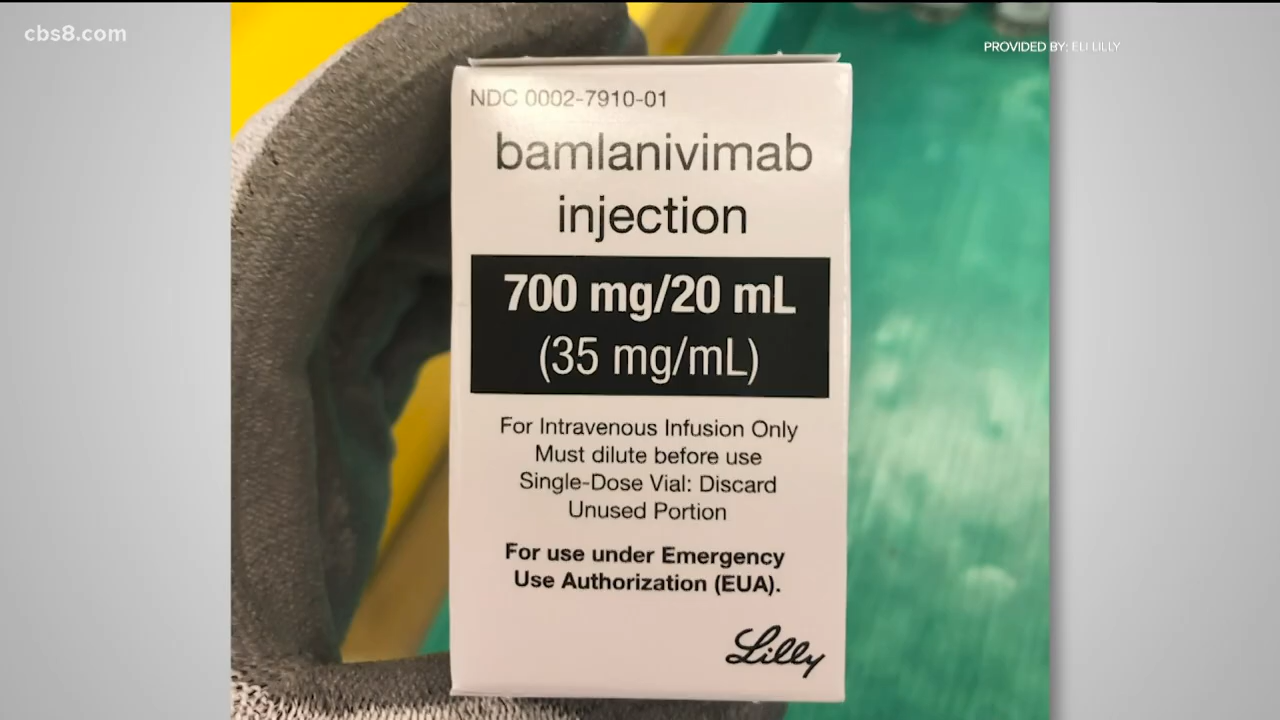 cbs8.com
PROVIDED BY: ELI LILLY
NDC 0002-7910-01
bamlanivimab
injection
700 mg/20 mL
(35 mg/mL)
For Intravenous Infusion Only
Must dilute before use
Single-Dose Vial: Discard
Unused Portion
For use under Emergency
Use Authorization (EUA).
Lilly